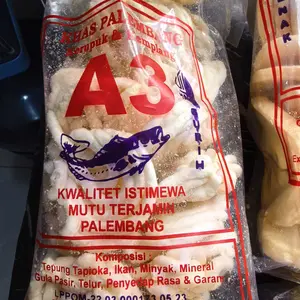 KHAS PALEMBANG
Kerupuk & Kemplang
A3
KWALITET ISTIMEWA
MUTU TERJAMIN
PALEMBANG
Komposisi :
Tepung Tapioka, Ikan, Minyak, Mineral
Gula Pasir, Telur, Penyedap Rasa & Garam